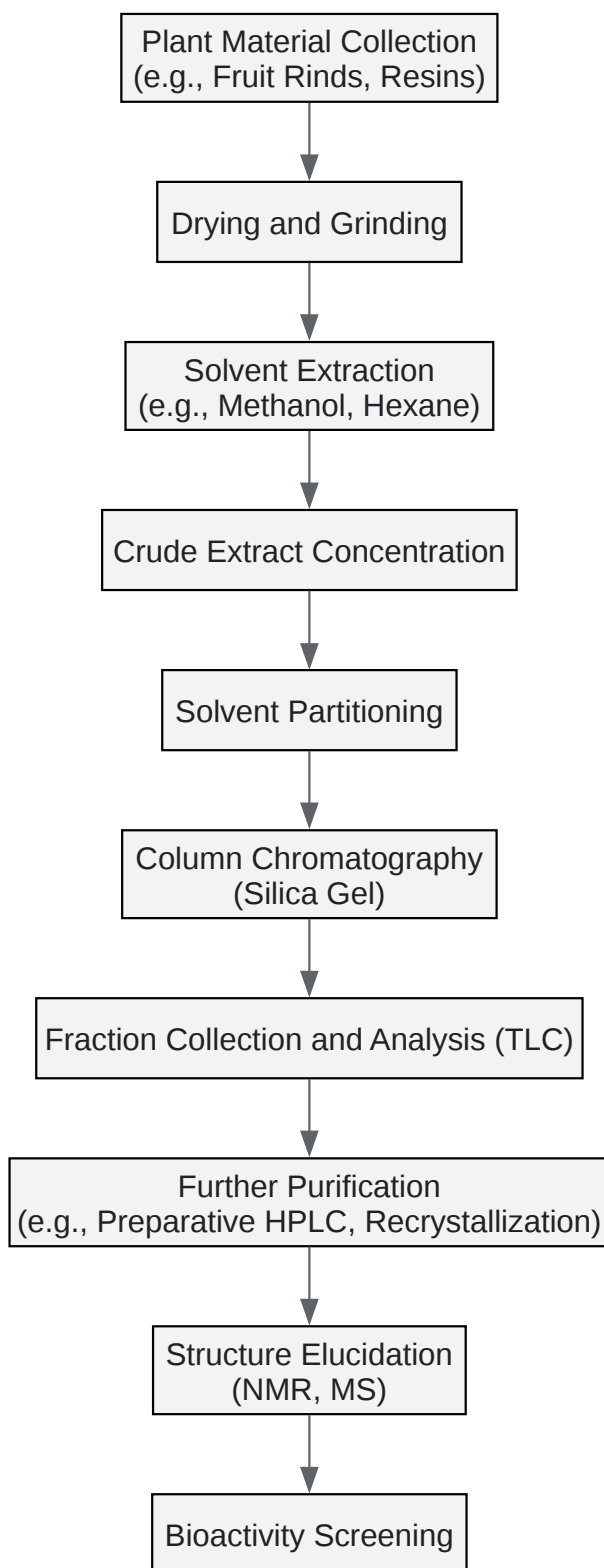 Plant Material Collection
(e.g., Fruit Rinds, Resins)
Drying and Grinding
Solvent Extraction
(e.g., Methanol, Hexane)
Crude Extract Concentration
Solvent Partitioning
Column Chromatography
(Silica Gel)
Fraction Collection and Analysis (TLC)
Further Purification
(e.g., Preparative HPLC, Recrystallization)
Structure Elucidation
(NMR, MS)
Bioactivity Screening